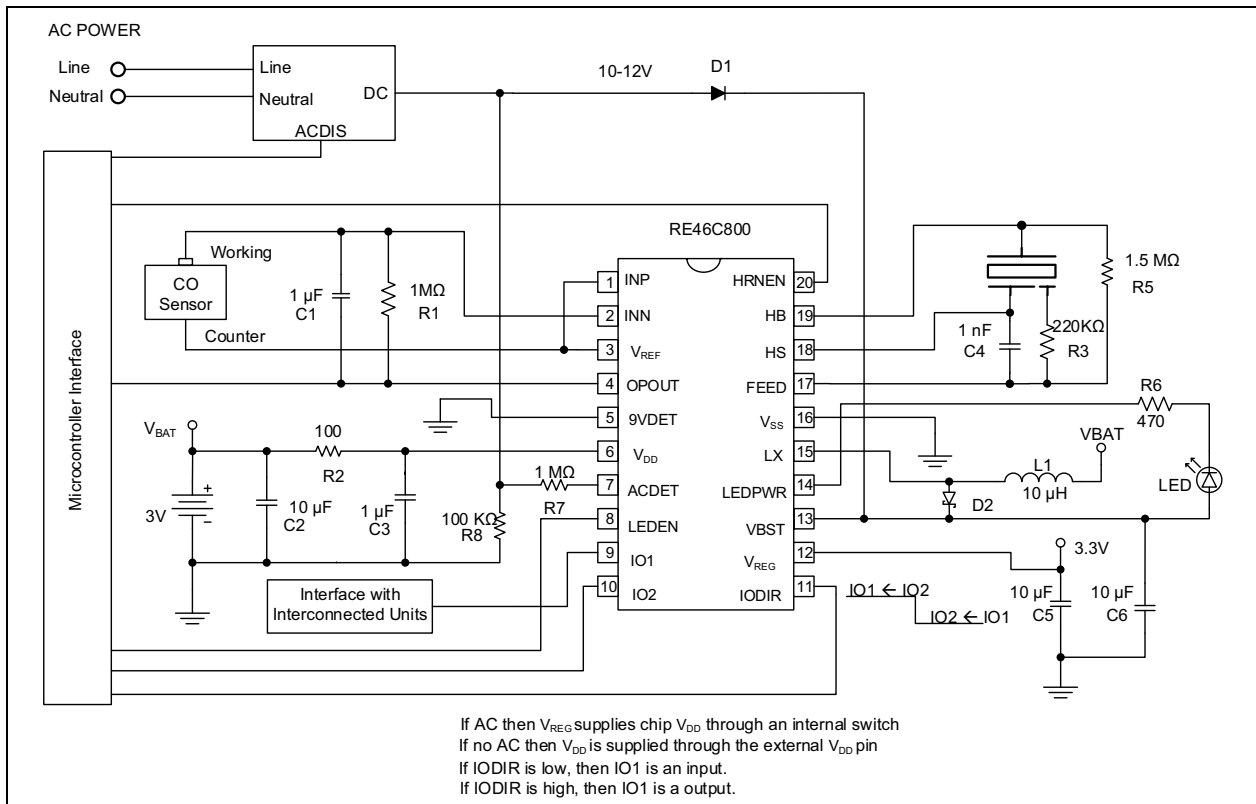 AC POWER
Line
Neutral
Line
Neutral
DC
ACDIS
10-12V
D1
Microcontroller Interface
RE46C800
Working
CO
Sensor
Counter
1 µF
C1
1MΩ
R1
1 INP
2 INN
3 VREF
4 OPOUT
5 9VDET
6 VDD
7 ACDET
8 LEDEN
9 IO1
10 IO2
HRNEN 20
HB 19
HS 18
FEED 17
VSS 16
LX 15
LEDPWR 14
VBST 13
VREG 12
IODIR 11
1.5 MΩ
R5
1 nF
C4
220KΩ
R3
R6
470
VBAT
L1
10 µH
LED
D2
VBAT
100
R2
+
–
3V
10 µF
C2
1 µF
C3
1 MΩ
R7
100 KΩ
R8
Interface with
Interconnected Units
IO1 ← IO2
IO2 ← IO1
3.3V
10 µF
C5
10 µF
C6
If AC then VREG supplies chip VDD through an internal switch
If no AC then VDD is supplied through the external VDD pin
If IODIR is low, then IO1 is an input.
If IODIR is high, then IO1 is a output.